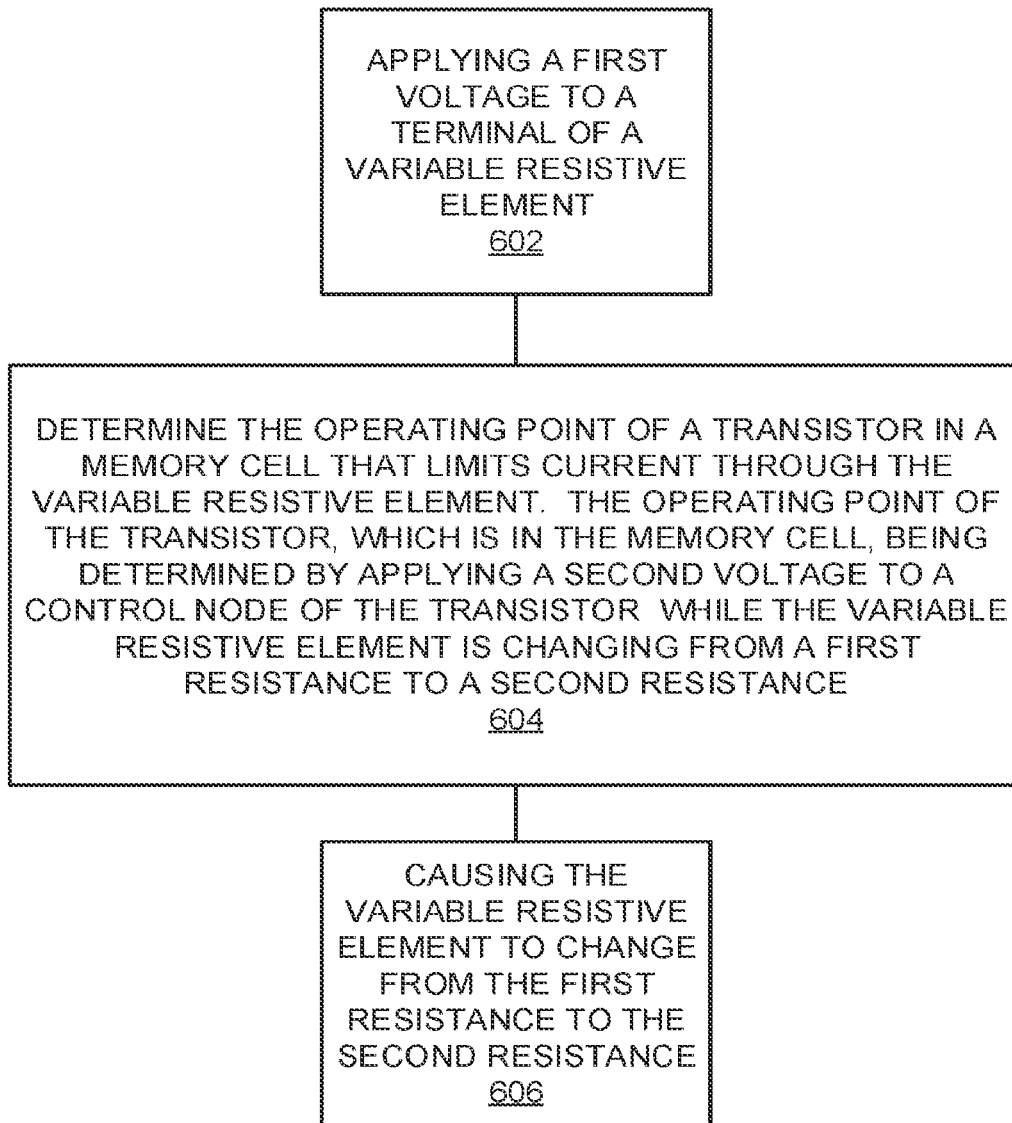 APPLYING A FIRST
VOLTAGE TO A
TERMINAL OF A
VARIABLE RESISTIVE
ELEMENT
602
DETERMINE THE OPERATING POINT OF A TRANSISTOR IN A
MEMORY CELL THAT LIMITS CURRENT THROUGH THE
VARIABLE RESISTIVE ELEMENT. THE OPERATING POINT OF
THE TRANSISTOR, WHICH IS IN THE MEMORY CELL, BEING
DETERMINED BY APPLYING A SECOND VOLTAGE TO A
CONTROL NODE OF THE TRANSISTOR WHILE THE VARIABLE
RESISTIVE ELEMENT IS CHANGING FROM A FIRST
RESISTANCE TO A SECOND RESISTANCE
604
CAUSING THE
VARIABLE RESISTIVE
ELEMENT TO CHANGE
FROM THE FIRST
RESISTANCE TO THE
SECOND RESISTANCE
606